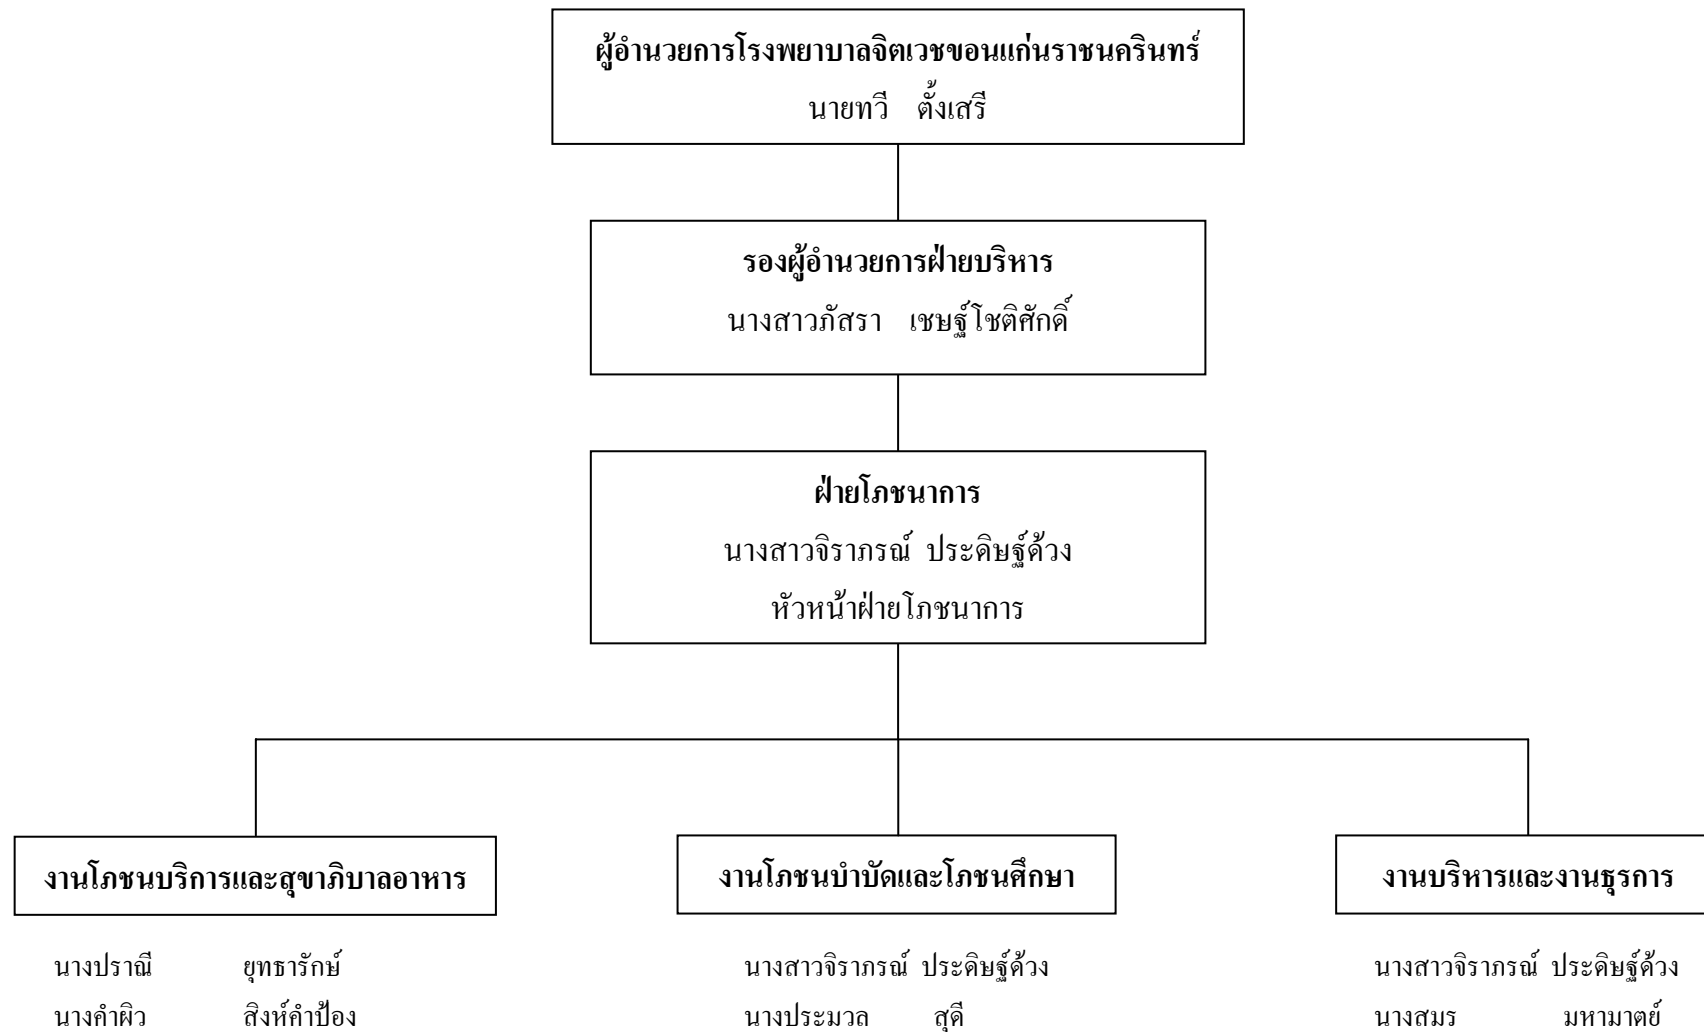 ผู้อำนวยการโรงพยาบาลจิตเวชขอนแก่นราชนครินทร์
นายทวี ตั้งเสรี
รองผู้อำนวยการฝ่ายบริหาร
นางสาวภัสรา เชษฐ์โชติศักดิ์
ฝ่ายโภชนาการ
นางสาวจิราภรณ์ ประดิษฐ์ด้วง
หัวหน้าฝ่ายโภชนาการ
งานโภชนบริการและสุขาภิบาลอาหาร
นางปราณี ยุทธารักษ์
นางคำผิว สิงห์คำป้อง
งานโภชนบำบัดและโภชนศึกษา
นางสาวจิราภรณ์ ประดิษฐ์ด้วง
นางประมวล สุดี
งานบริหารและงานธุรการ
นางสาวจิราภรณ์ ประดิษฐ์ด้วง
นางสมร มหามาตย์